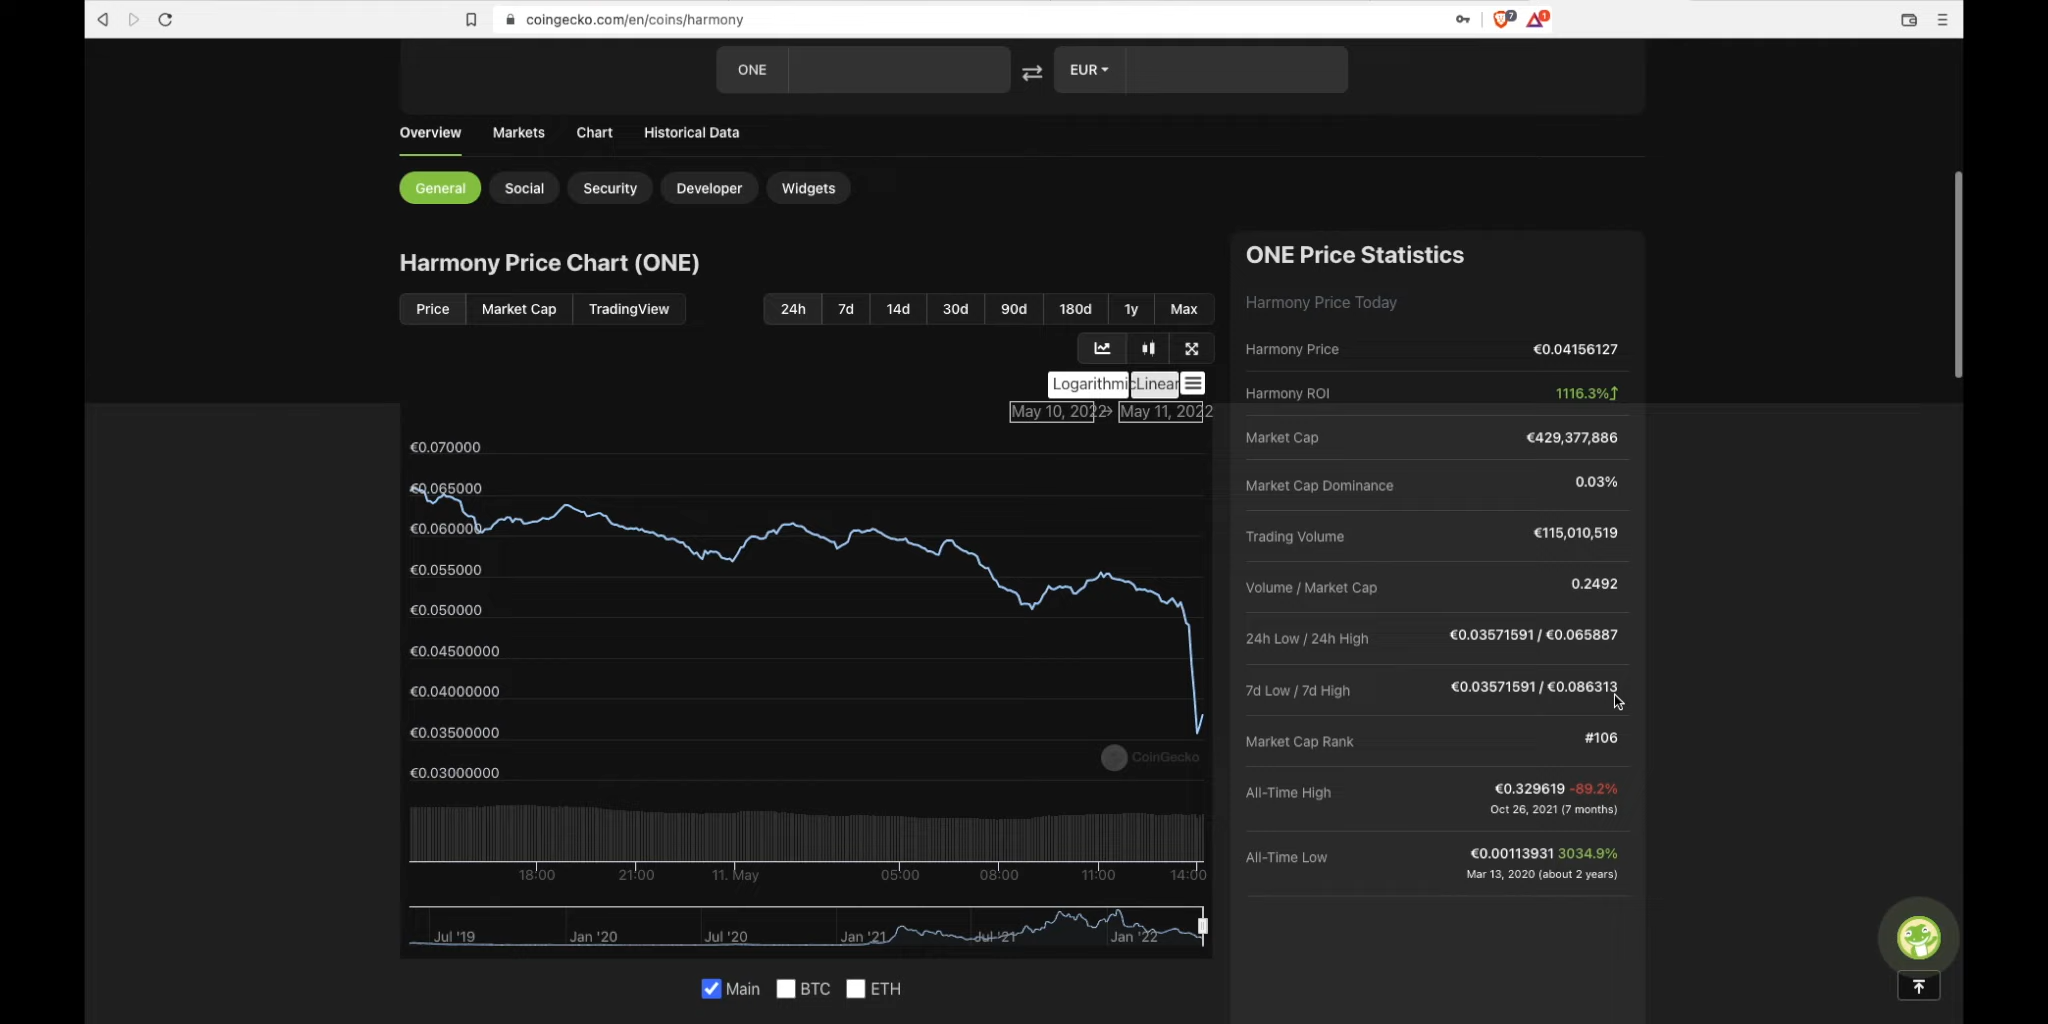 coingecko.com/en/coins/harmony
7
1
ONE
EUR
Overview Markets Chart Historical Data
General Social Security Developer Widgets
Harmony Price Chart (ONE)
Price Market Cap TradingView
24h 7d 14d 30d 90d 180d 1y Max
Logarithmic Linear
May 10, 2022 → May 11, 2022
€0.070000
€0.065000
€0.060000
€0.055000
€0.050000
€0.04500000
€0.04000000
€0.03500000
€0.03000000
CoinGecko
18:00 21:00 11. May 05:00 08:00 11:00 14:00
Jul '19 Jan '20 Jul '20 Jan '21 Jul '21 Jan '22
Main BTC ETH
ONE Price Statistics
Harmony Price Today
Harmony Price €0.04156127
Harmony ROI 1116.3%
Market Cap €429,377,886
Market Cap Dominance 0.03%
Trading Volume €115,010,519
Volume / Market Cap 0.2492
24h Low / 24h High €0.03571591 / €0.065887
7d Low / 7d High €0.03571591 / €0.086313
Market Cap Rank #106
All-Time High €0.329619 -89.2%
Oct 26, 2021 (7 months)
All-Time Low €0.00113931 3034.9%
Mar 13, 2020 (about 2 years)